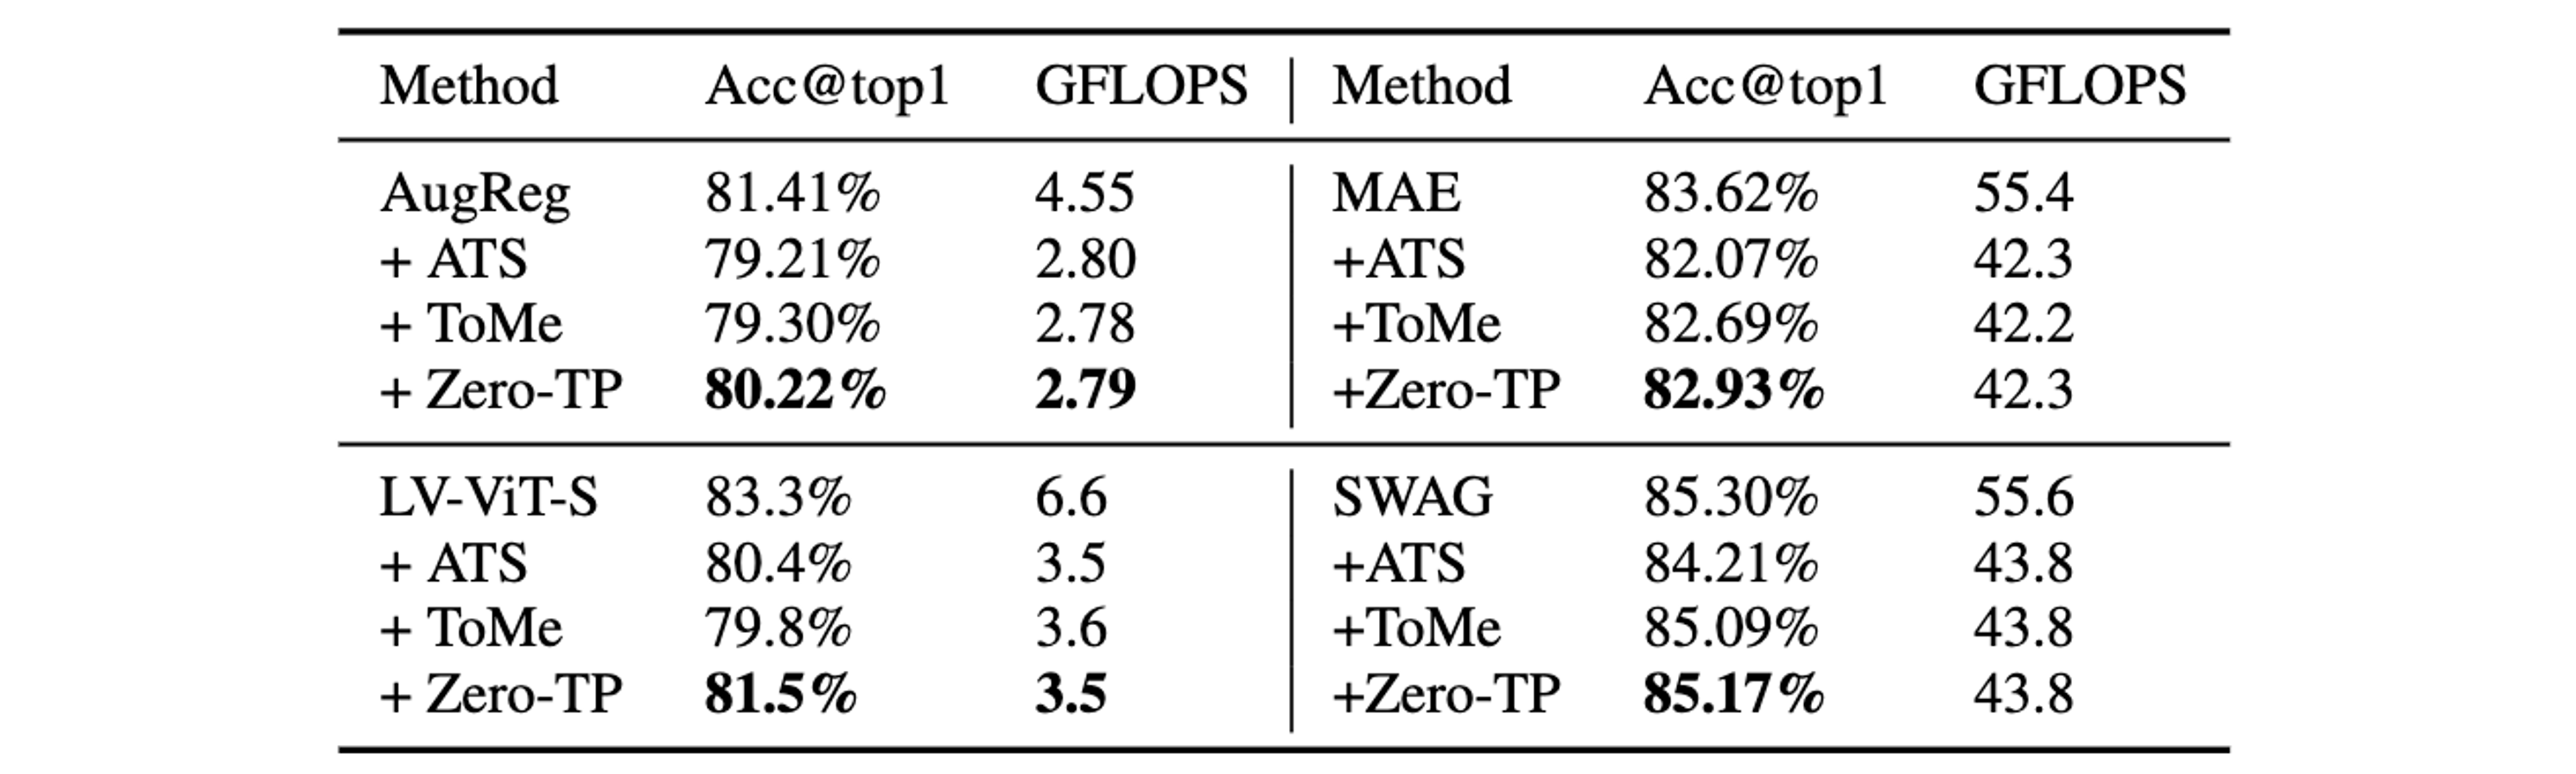 Method Acc@top1 GFLOPS Method Acc@top1 GFLOPS
AugReg 81.41% 4.55 MAE 83.62% 55.4
+ ATS 79.21% 2.80 +ATS 82.07% 42.3
+ ToMe 79.30% 2.78 +ToMe 82.69% 42.2
+ Zero-TP 80.22% 2.79 +Zero-TP 82.93% 42.3
LV-ViT-S 83.3% 6.6 SWAG 85.30% 55.6
+ ATS 80.4% 3.5 +ATS 84.21% 43.8
+ ToMe 79.8% 3.6 +ToMe 85.09% 43.8
+ Zero-TP 81.5% 3.5 +Zero-TP 85.17% 43.8